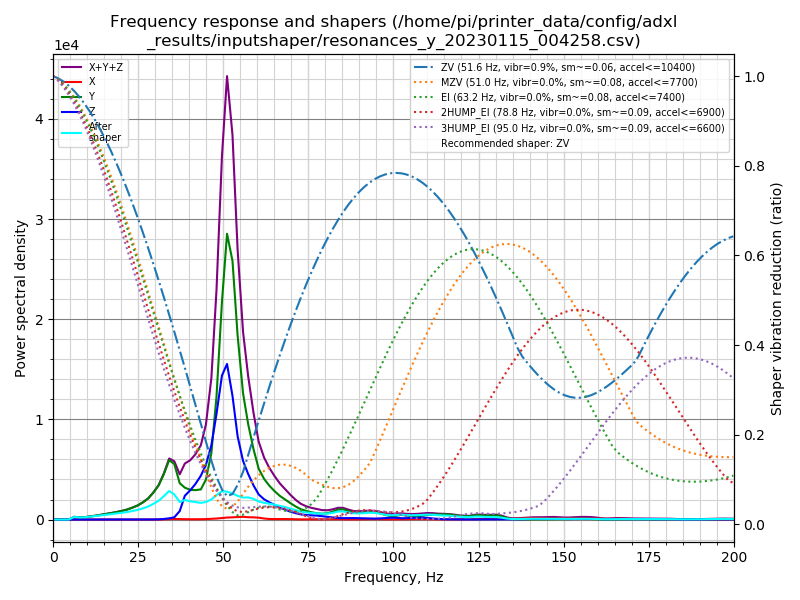 Frequency response and shapers (/home/pi/printer_data/config/adxl
_results/inputshaper/resonances_y_20230115_004258.csv)
1e4
X+Y+Z
X
Y
Z
After
shaper
ZV (51.6 Hz, vibr=0.9%, sm~=0.06, accel<=10400)
MZV (51.0 Hz, vibr=0.0%, sm~=0.08, accel<=7700)
EI (63.2 Hz, vibr=0.0%, sm~=0.08, accel<=7400)
2HUMP_EI (78.8 Hz, vibr=0.0%, sm~=0.09, accel<=6900)
3HUMP_EI (95.0 Hz, vibr=0.0%, sm~=0.09, accel<=6600)
Recommended shaper: ZV
Power spectral density
4
3
2
1
0
Shaper vibration reduction (ratio)
1.0
0.8
0.6
0.4
0.2
0.0
0 25 50 75 100 125 150 175 200
Frequency, Hz